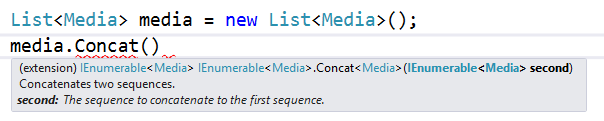 List<Media> media = new List<Media>();
media.Concat()
(extension) IEnumerable<Media> IEnumerable<Media>.Concat<Media>(IEnumerable<Media> second)
Concatenates two sequences.
second: The sequence to concatenate to the first sequence.